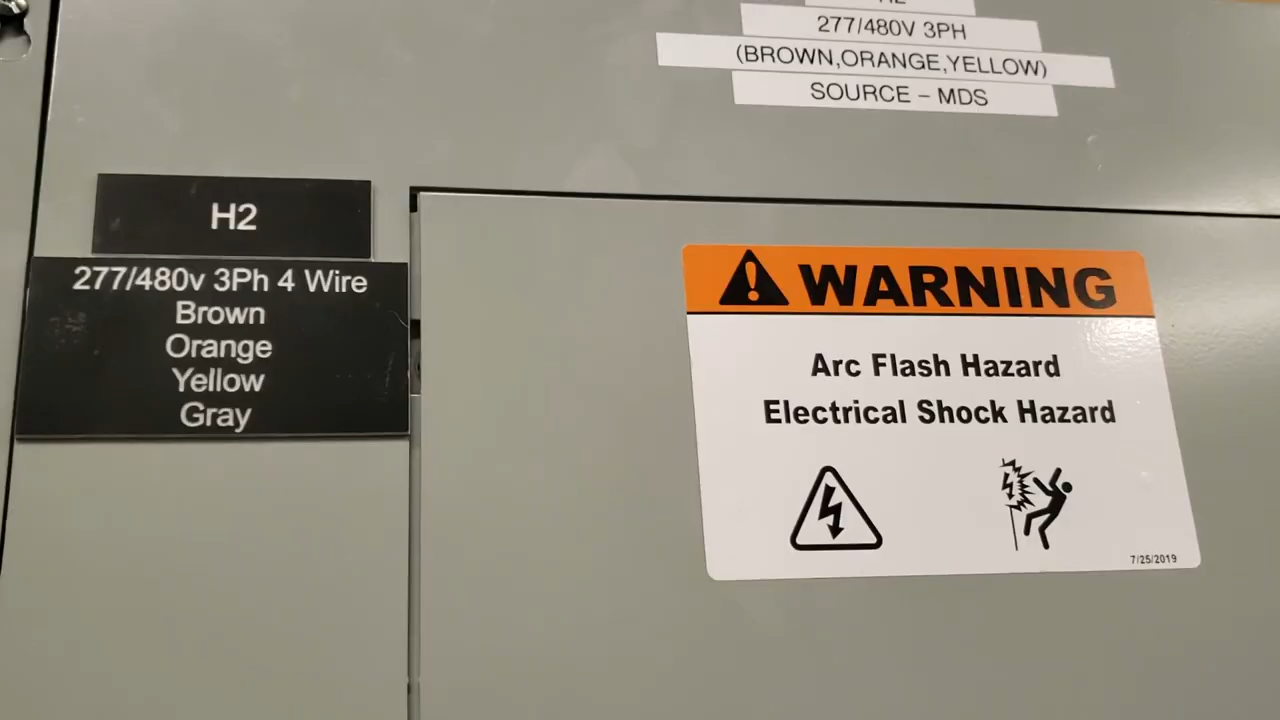 H2
277/480V 3PH
(BROWN,ORANGE,YELLOW)
SOURCE – MDS
H2
277/480v 3Ph 4 Wire
Brown
Orange
Yellow
Gray
WARNING
Arc Flash Hazard
Electrical Shock Hazard
7/25/2019